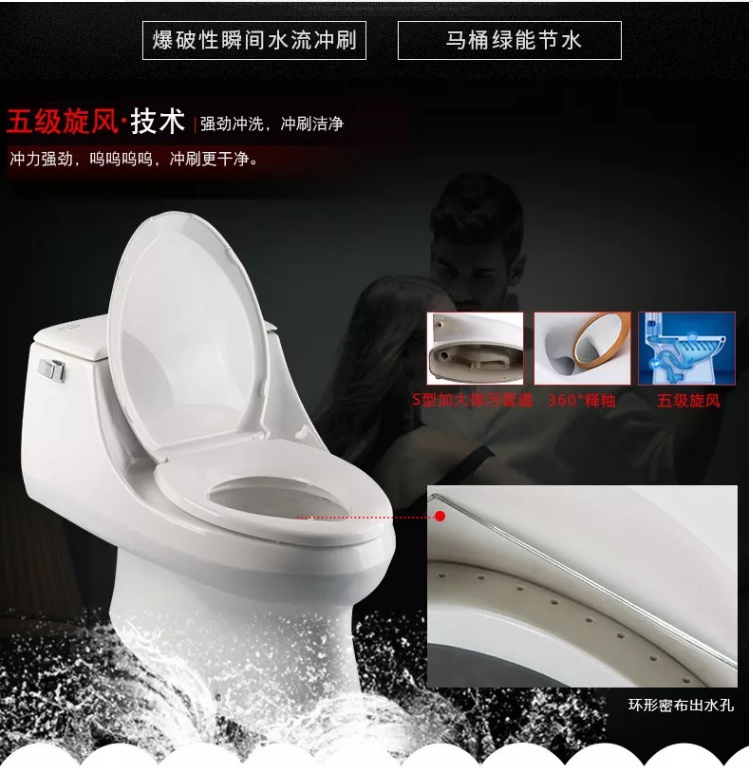 爆破性瞬间水流冲刷
马桶绿能节水
五级旋风·技术 | 强劲冲洗，冲刷洁净
冲力强劲，呜呜呜呜，冲刷更干净。
S型加大排污管道
360°释釉
五级旋风
环形密布出水孔